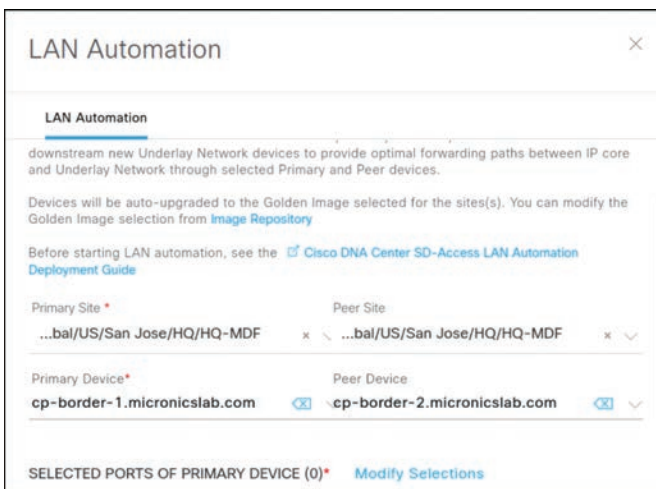 LAN Automation
LAN Automation
downstream new Underlay Network devices to provide optimal forwarding paths between IP core
and Underlay Network through selected Primary and Peer devices.
Devices will be auto-upgraded to the Golden Image selected for the sites(s). You can modify the
Golden Image selection from Image Repository
Before starting LAN automation, see the Cisco DNA Center SD-Access LAN Automation
Deployment Guide
Primary Site * Peer Site
...bal/US/San Jose/HQ/HQ-MDF ...bal/US/San Jose/HQ/HQ-MDF
Primary Device* Peer Device
cp-border-1.micronicslab.com cp-border-2.micronicslab.com
SELECTED PORTS OF PRIMARY DEVICE (0)* Modify Selections